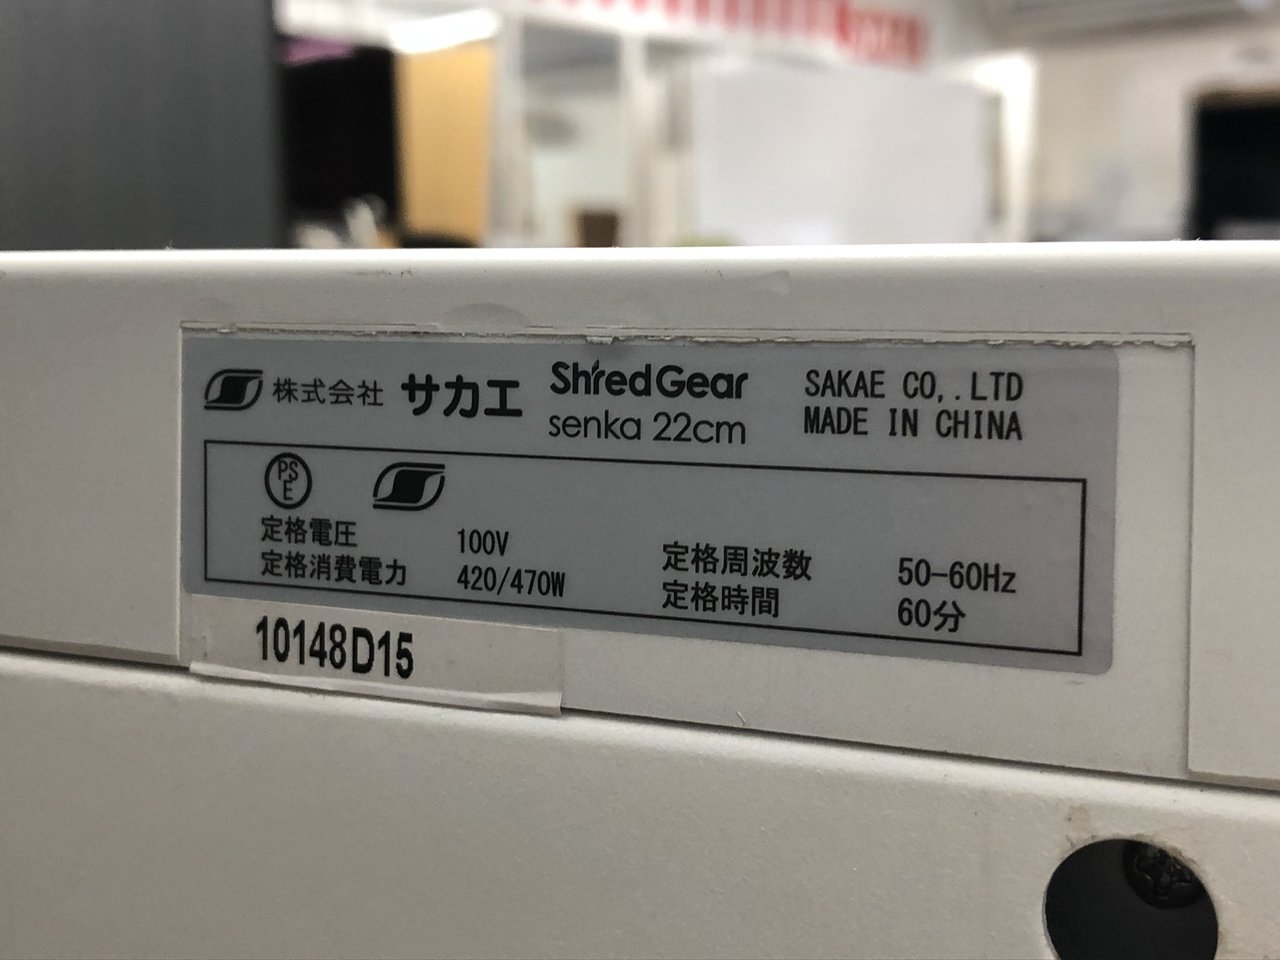 株式会社 サカエ
ShredGear
senka 22cm
SAKAE CO,.LTD
MADE IN CHINA
PSE
定格電圧 100V
定格消費電力 420/470W
定格周波数 50-60Hz
定格時間 60分
10148D15